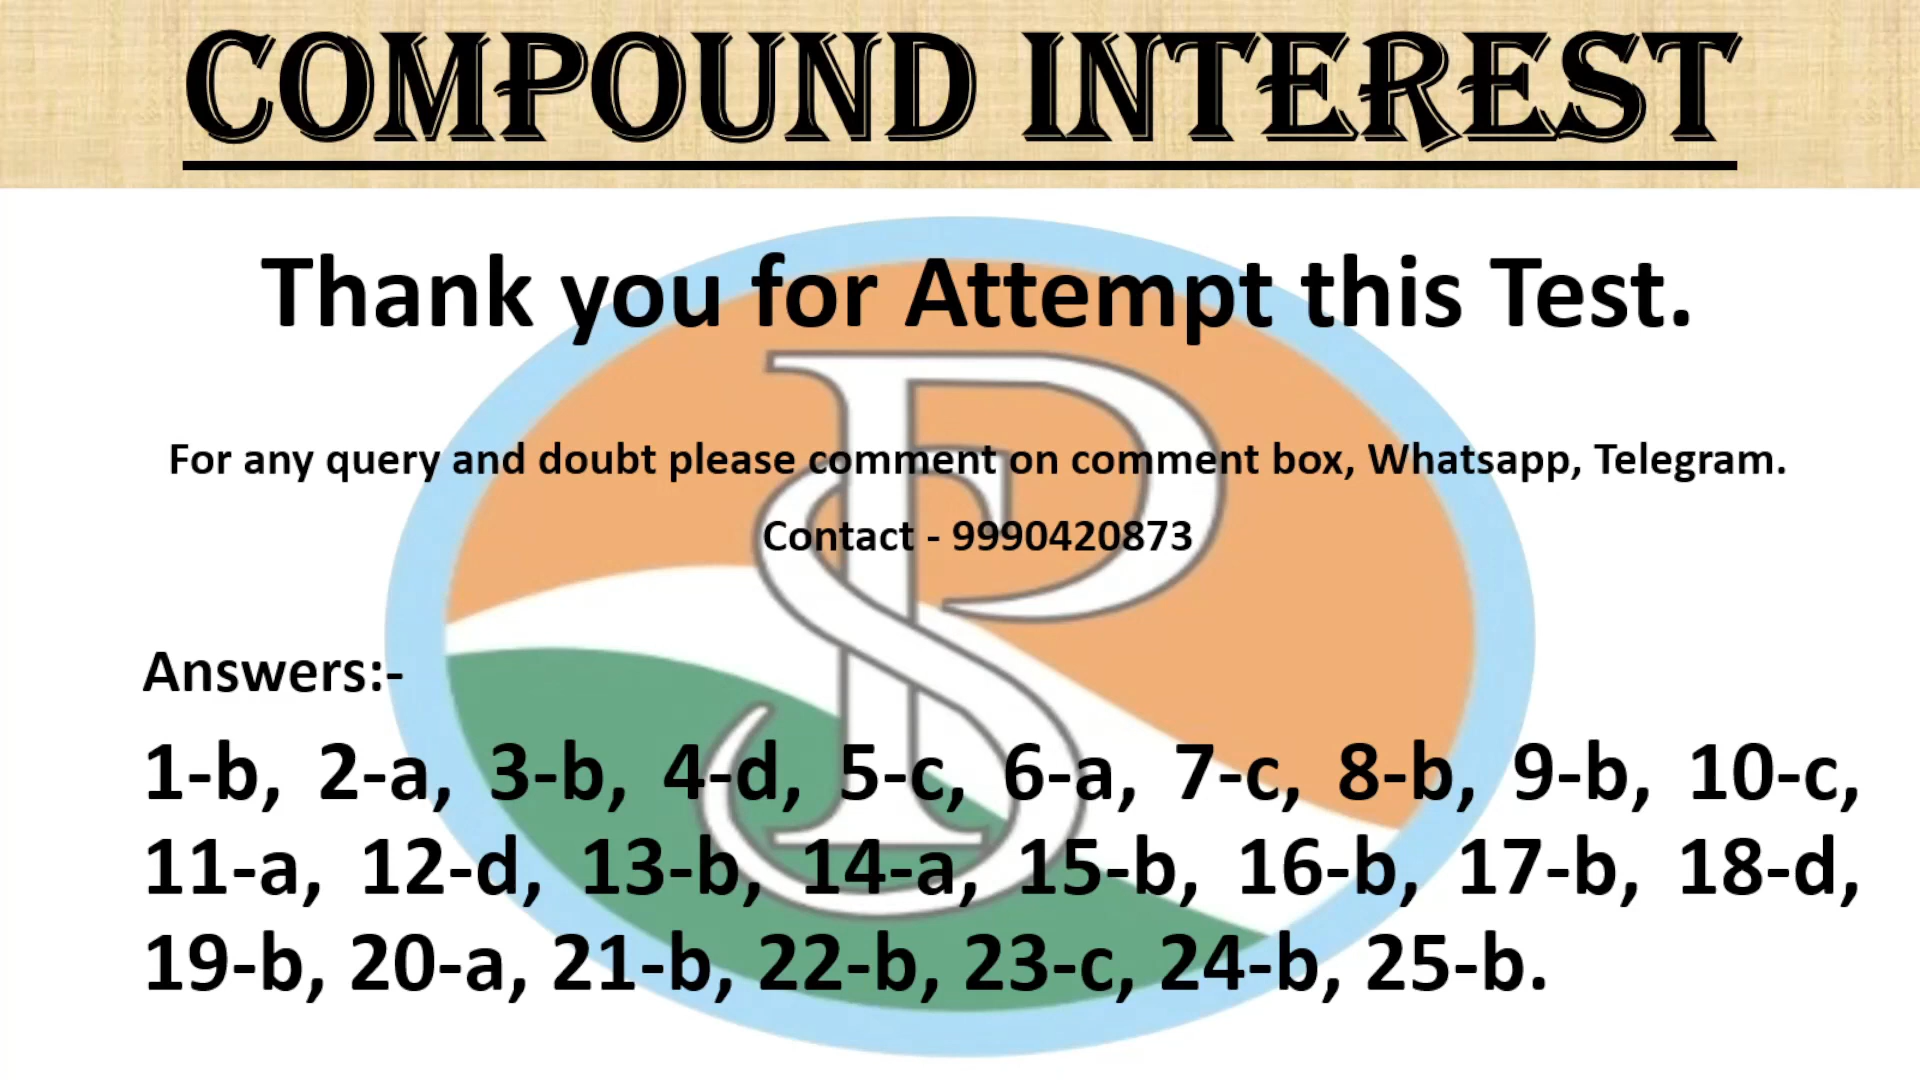 COMPOUND INTEREST
Thank you for Attempt this Test.
For any query and doubt please comment on comment box, Whatsapp, Telegram.
Contact - 9990420873
Answers:-
1-b, 2-a, 3-b, 4-d, 5-c, 6-a, 7-c, 8-b, 9-b, 10-c,
11-a, 12-d, 13-b, 14-a, 15-b, 16-b, 17-b, 18-d,
19-b, 20-a, 21-b, 22-b, 23-c, 24-b, 25-b.